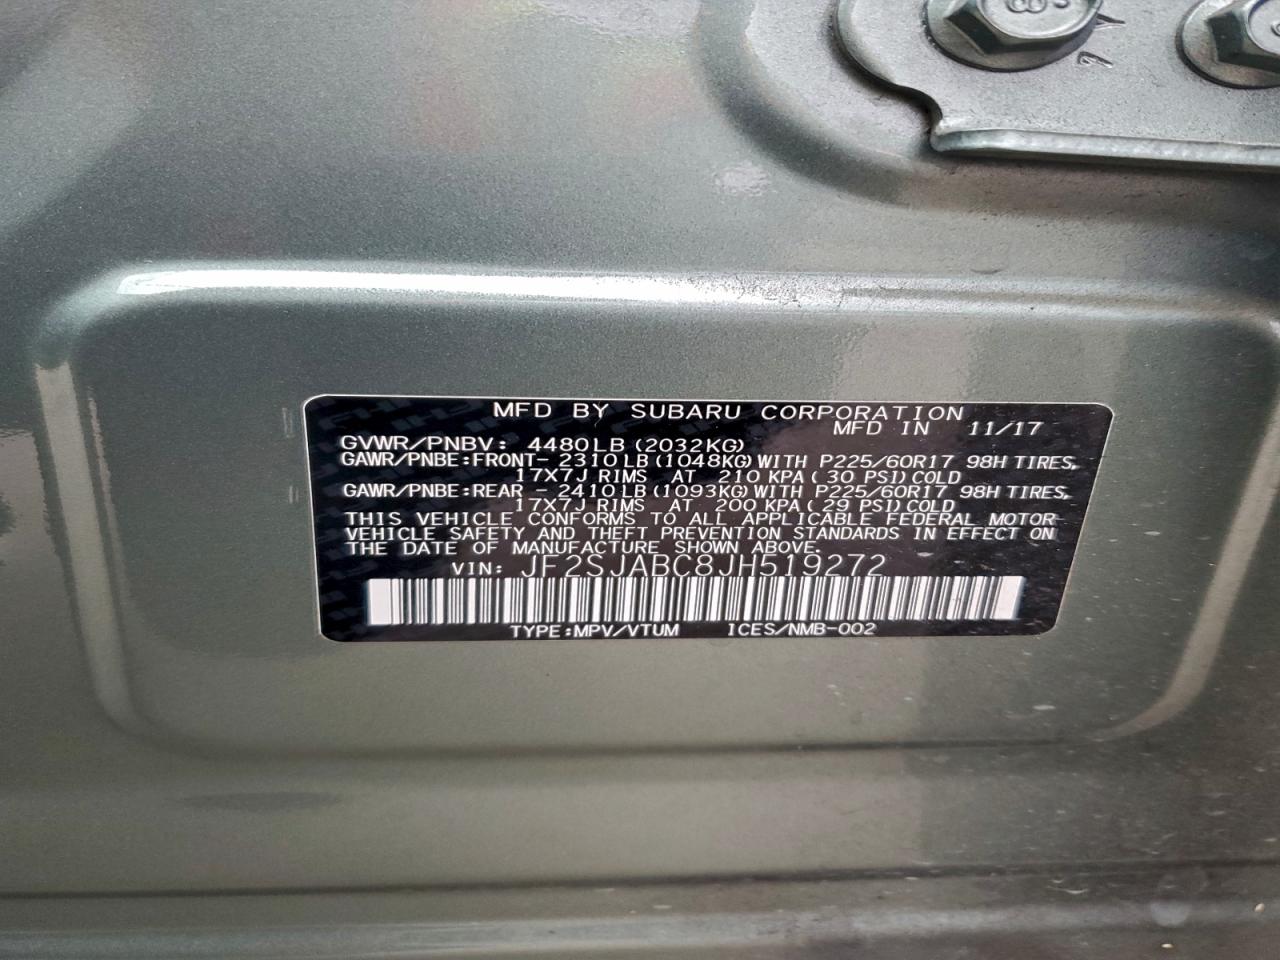 8
MFD BY SUBARU CORPORATION
MFD IN 11/17
GVWR/PNBV: 4480LB(2032KG)
GAWR/PNBE:FRONT-2310LB(1048KG)WITH P225/60R17 98H TIRES,
17X7J RIMS AT 210 KPA(30 PSI)COLD
GAWR/PNBE:REAR -2410LB(1093KG)WITH P225/60R17 98H TIRES,
17X7J RIMS AT 200 KPA(29 PSI)COLD
THIS VEHICLE CONFORMS TO ALL APPLICABLE FEDERAL MOTOR
VEHICLE SAFETY AND THEFT PREVENTION STANDARDS IN EFFECT ON
THE DATE OF MANUFACTURE SHOWN ABOVE.
VIN: JF2SJABC8JH519272
TYPE:MPV/VTUM ICES/NMB-002